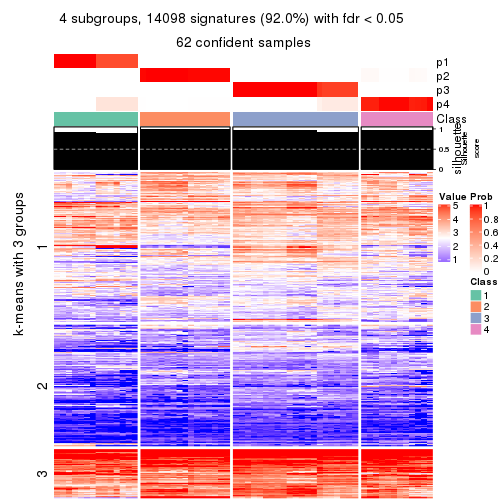 4 subgroups, 14098 signatures (92.0%) with fdr < 0.05
62 confident samples
p1
p2
p3
p4
Class
silhouette
1
0.5
0
Silhouette
score
k-means with 3 groups
1
2
3
Value
5
4
3
2
1
Prob
1
0.8
0.6
0.4
0.2
0
Class
1
2
3
4